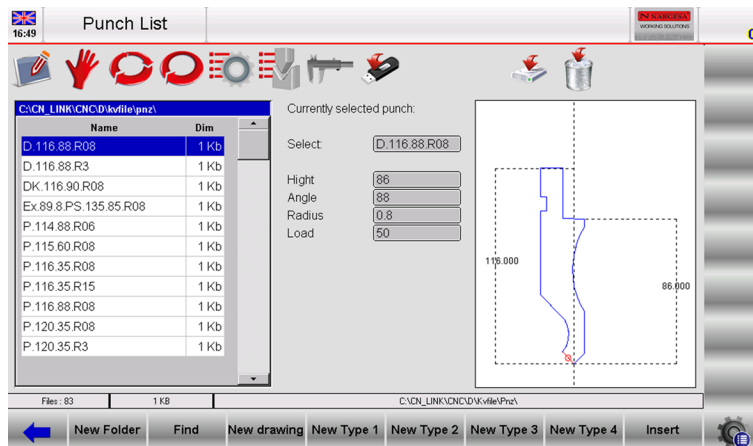 16:49
Punch List
N NARGESA
WORKING SOLUTIONS
C:\CN_LINK\CNC\D\kvfile\pnz\
Name Dim
D.116.88.R08 1 Kb
D.116.88.R3 1 Kb
DK.116.90.R08 1 Kb
Ex.89.8.PS.135.85.R08 1 Kb
P.114.88.R06 1 Kb
P.115.60.R08 1 Kb
P.116.35.R08 1 Kb
P.116.35.R15 1 Kb
P.116.88.R08 1 Kb
P.120.35.R08 1 Kb
P.120.35.R3 1 Kb
Currently selected punch:
Select: D.116.88.R08
Hight 86
Angle 88
Radius 0.8
Load 50
116.000
86.000
Files : 83 1 KB C:\CN_LINK\CNC\D\Kvfile\Pnz\
New Folder Find New drawing New Type 1 New Type 2 New Type 3 New Type 4 Insert